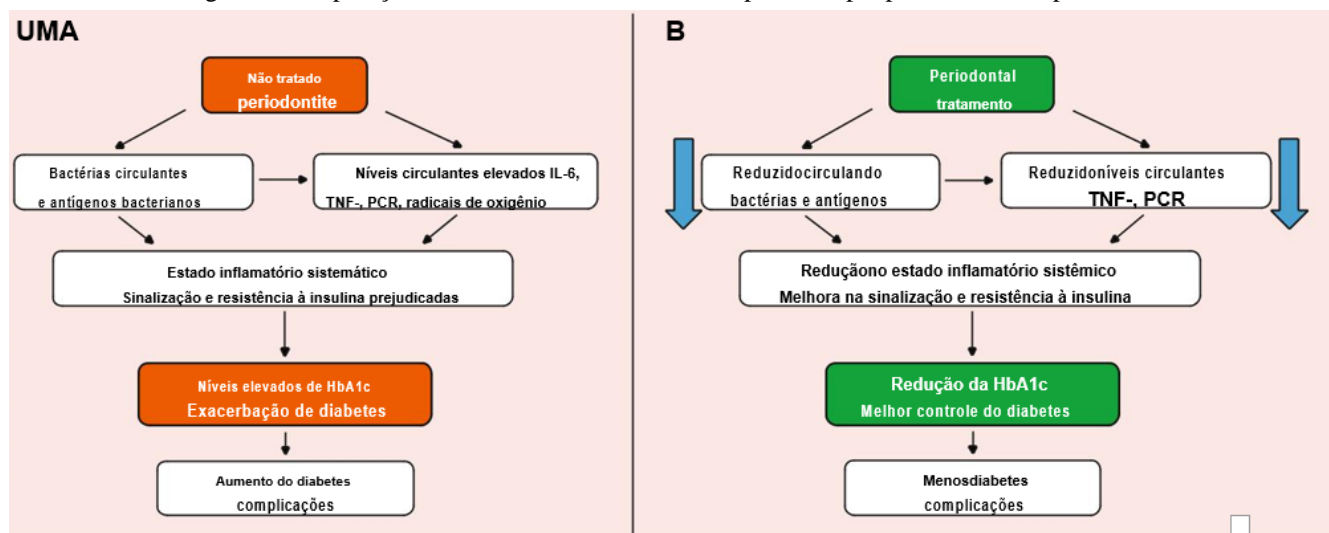 UMA
Não tratado
periodontite
Bactérias circulantes
e antígenos bacterianos
Níveis circulantes elevados IL-6,
TNF-, PCR, radicais de oxigênio
Estado inflamatório sistemático
Sinalização e resistência à insulina prejudicadas
Níveis elevados de HbA1c
Exacerbação de diabetes
Aumento do diabetes
complicações
B
Periodontal
tratamento
Reduzidocirculando
bactérias e antígenos
Reduzidoníveis circulantes
TNF-, PCR
Reduçãono estado inflamatório sistêmico
Melhora na sinalização e resistência à insulina
Redução da HbA1c
Melhor controle do diabetes
Menosdiabetes
complicações